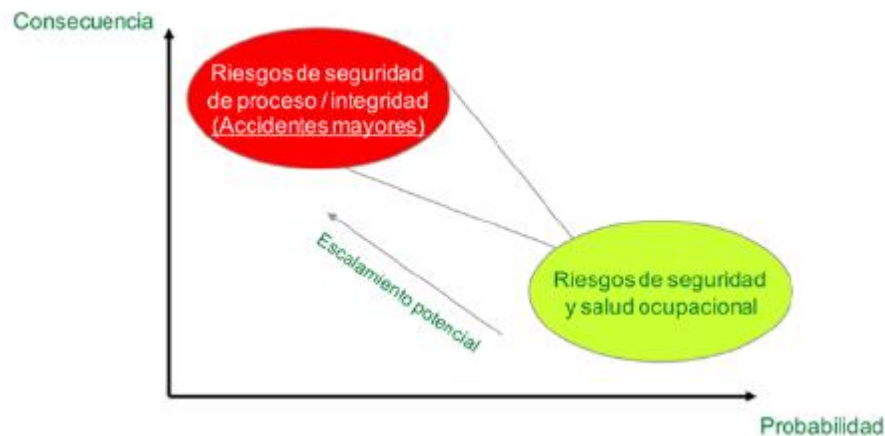 Consecuencia
Riesgos de seguridad
de proceso / integridad
(Accidentes mayores)
Escalamiento potencial
Riesgos de seguridad
y salud ocupacional
Probabilidad